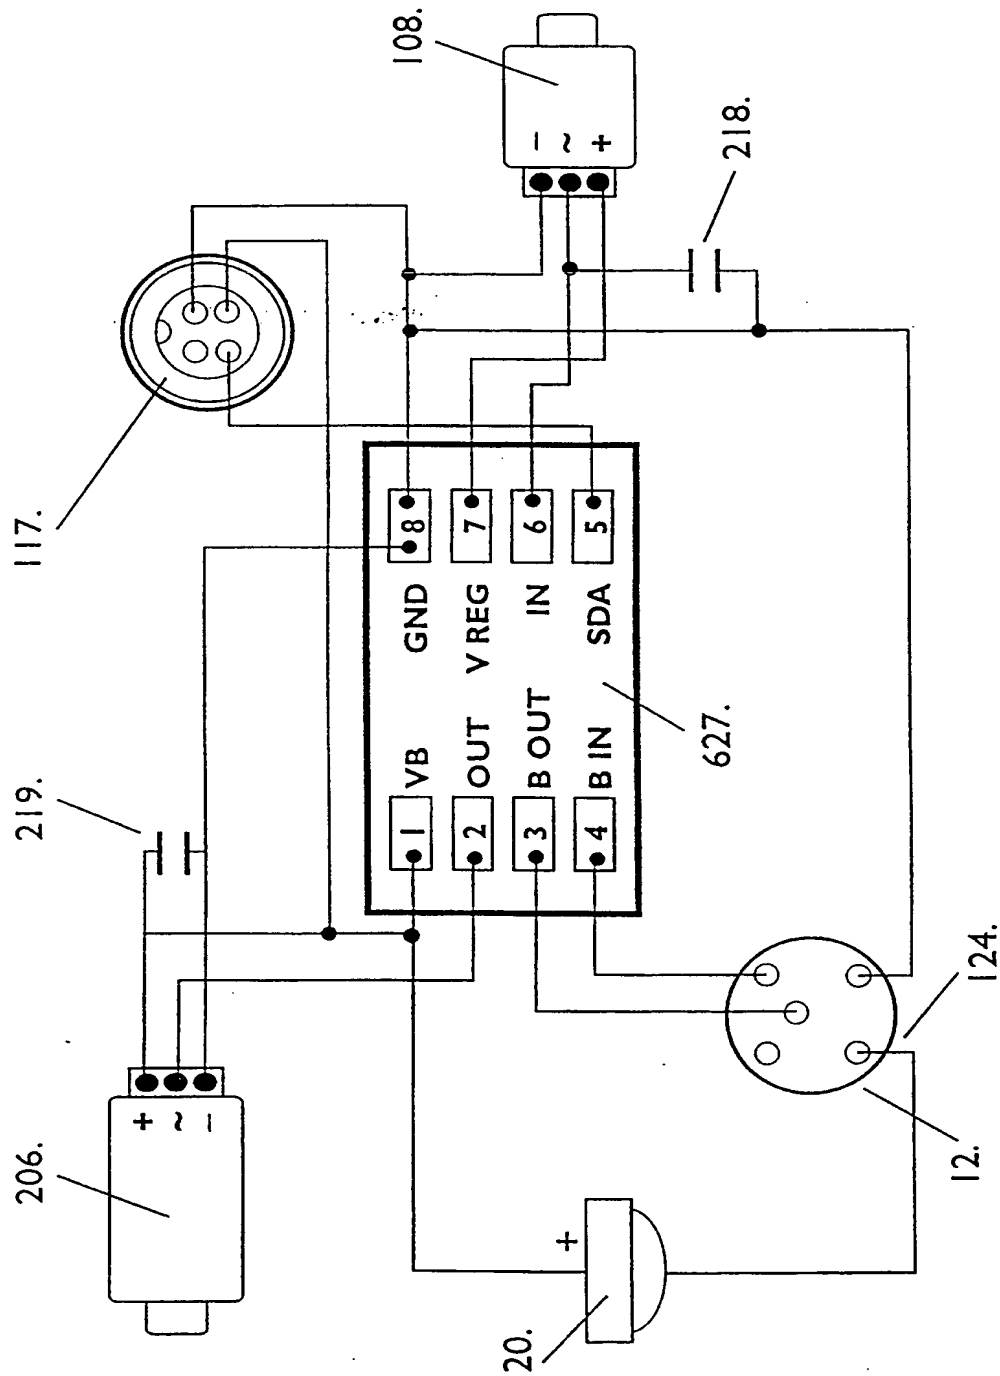 206.
219.
117.
108.
+
~
−
1 VB
GND 8
2 OUT
V REG 7
3 B OUT
IN 6
4 B IN
SDA 5
−
~
+
218.
627.
20.
+
12.
124.